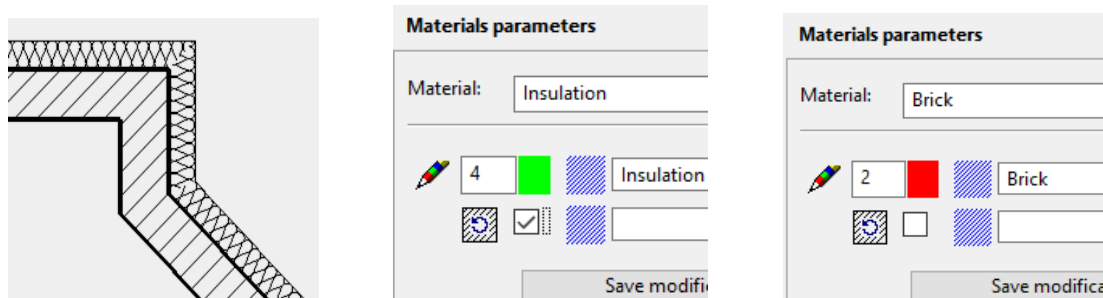 Materials parameters
Material: Insulation
4 Insulation
Save modifi
Materials parameters
Material: Brick
2 Brick
Save modifica